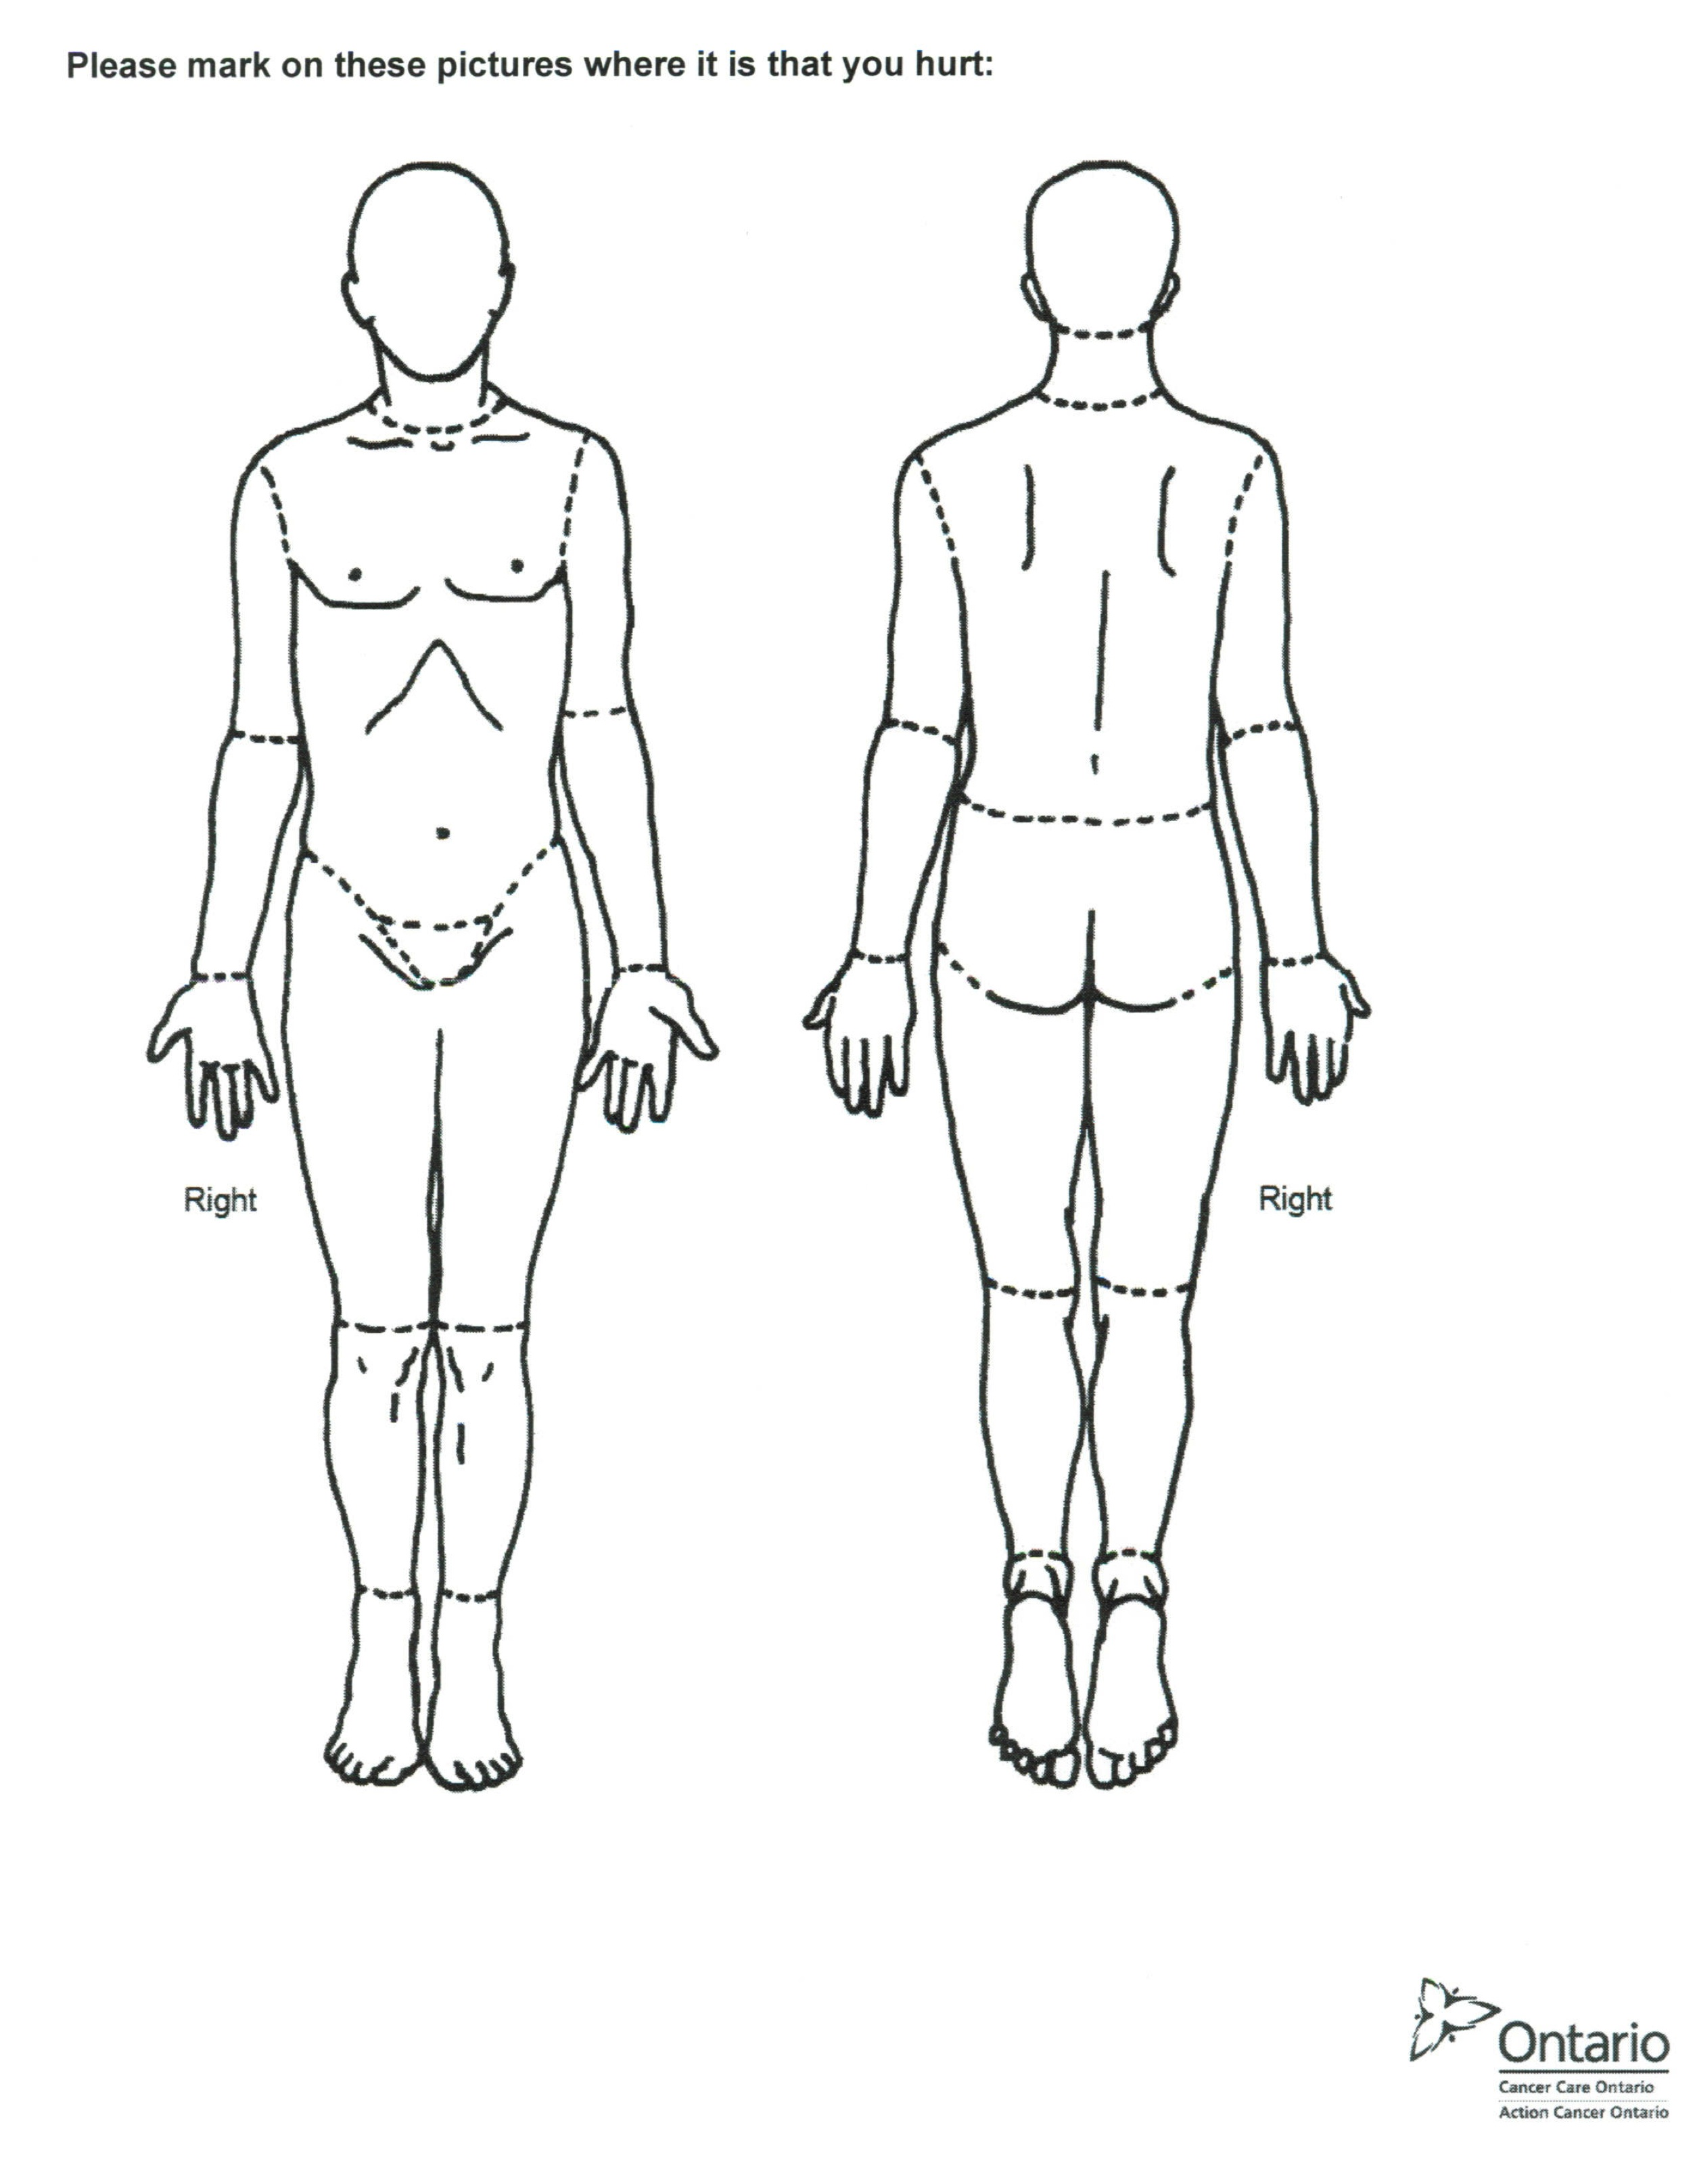 Please mark on these pictures where it is that you hurt:
Right
Right
Ontario
Cancer Care Ontario
Action Cancer Ontario